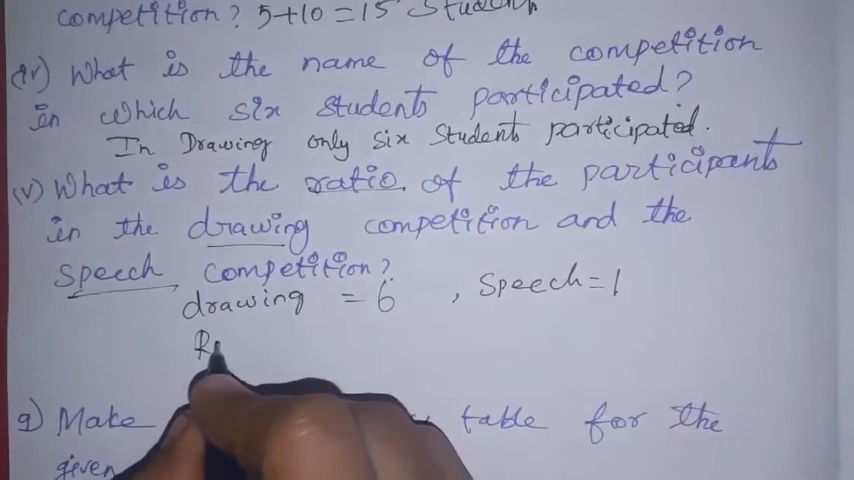 competition? 5+10 = 15 Student
(iv) What is the name of the competition
in which six students participated?
In Drawing only six students participated.
(v) What is the ratio of the participants
in the drawing competition and the
speech competition?
drawing = 6 , Speech = 1
R
9) Make table for the
given